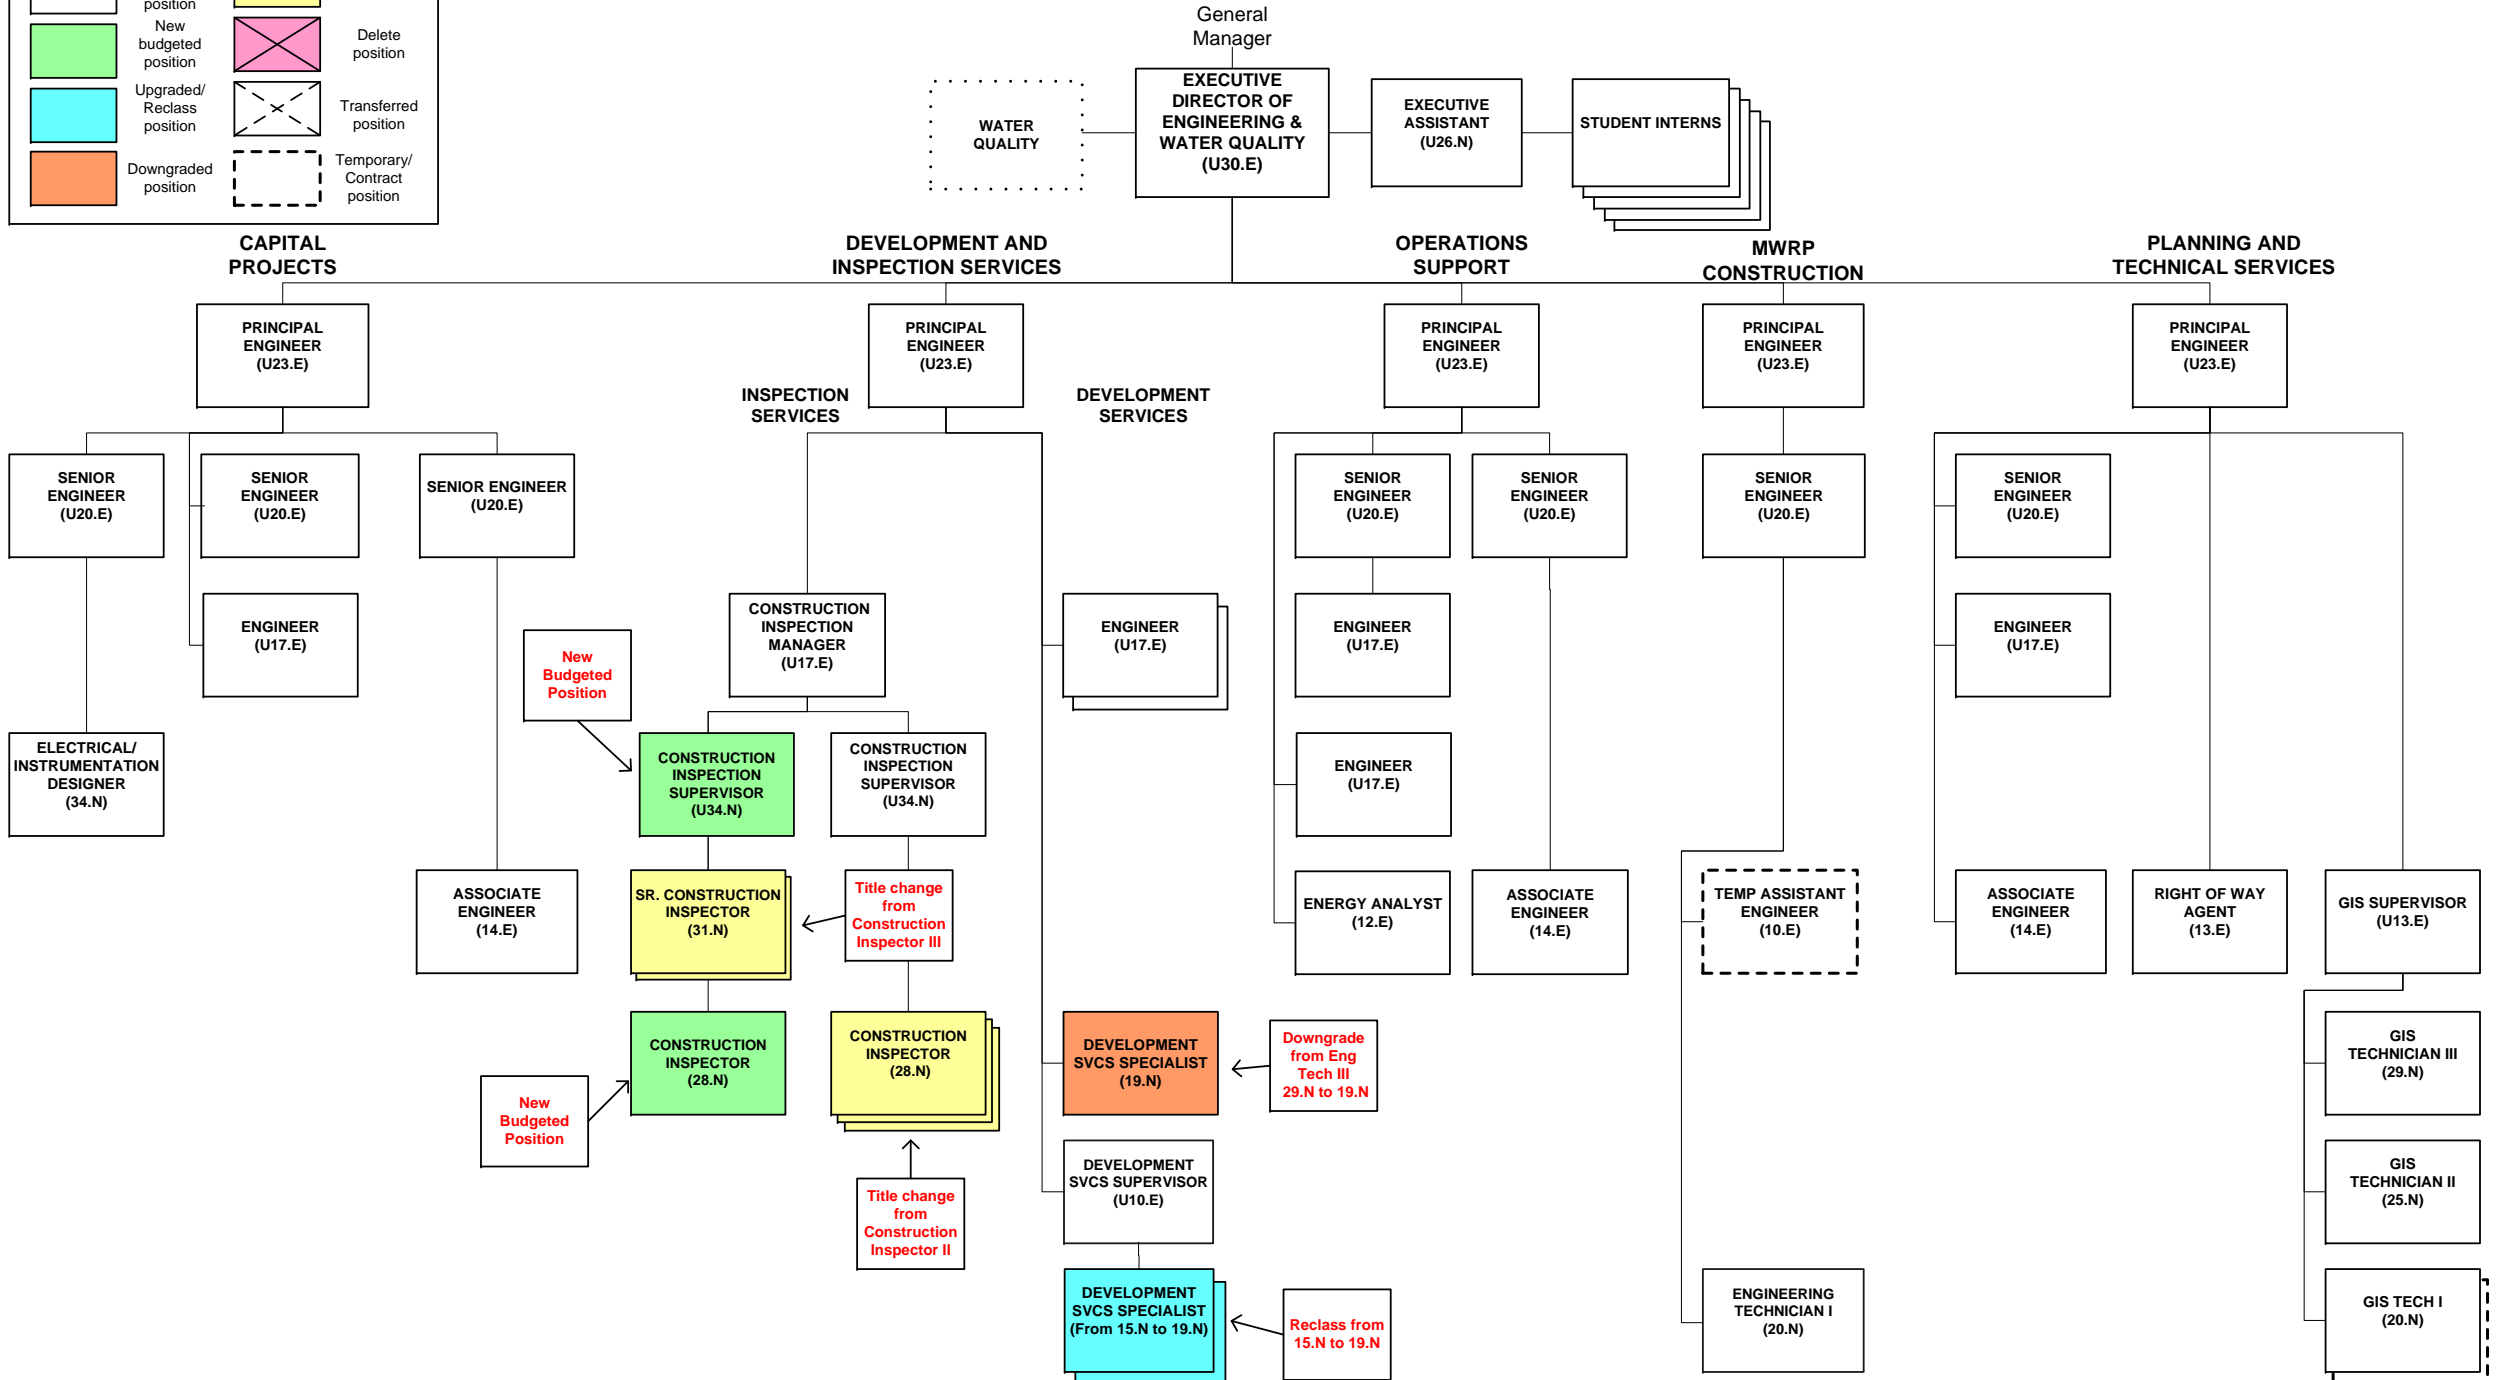 position
New
budgeted
position
Delete
position
Upgraded/
Reclass
position
Transferred
position
Downgraded
position
Temporary/
Contract
position
General
Manager
WATER
QUALITY
EXECUTIVE
DIRECTOR OF
ENGINEERING &
WATER QUALITY
(U30.E)
EXECUTIVE
ASSISTANT
(U26.N)
STUDENT INTERNS
CAPITAL
PROJECTS
DEVELOPMENT AND
INSPECTION SERVICES
OPERATIONS
SUPPORT
MWRP
CONSTRUCTION
PLANNING AND
TECHNICAL SERVICES
PRINCIPAL
ENGINEER
(U23.E)
PRINCIPAL
ENGINEER
(U23.E)
PRINCIPAL
ENGINEER
(U23.E)
PRINCIPAL
ENGINEER
(U23.E)
PRINCIPAL
ENGINEER
(U23.E)
INSPECTION
SERVICES
DEVELOPMENT
SERVICES
SENIOR
ENGINEER
(U20.E)
SENIOR
ENGINEER
(U20.E)
SENIOR ENGINEER
(U20.E)
SENIOR
ENGINEER
(U20.E)
SENIOR
ENGINEER
(U20.E)
SENIOR
ENGINEER
(U20.E)
SENIOR
ENGINEER
(U20.E)
ENGINEER
(U17.E)
New
Budgeted
Position
CONSTRUCTION
INSPECTION
MANAGER
(U17.E)
ENGINEER
(U17.E)
ENGINEER
(U17.E)
ENGINEER
(U17.E)
ELECTRICAL/
INSTRUMENTATION
DESIGNER
(34.N)
CONSTRUCTION
INSPECTION
SUPERVISOR
(U34.N)
CONSTRUCTION
INSPECTION
SUPERVISOR
(U34.N)
ENGINEER
(U17.E)
ASSOCIATE
ENGINEER
(14.E)
SR. CONSTRUCTION
INSPECTOR
(31.N)
Title change
from
Construction
Inspector III
ENERGY ANALYST
(12.E)
ASSOCIATE
ENGINEER
(14.E)
TEMP ASSISTANT
ENGINEER
(10.E)
ASSOCIATE
ENGINEER
(14.E)
RIGHT OF WAY
AGENT
(13.E)
GIS SUPERVISOR
(U13.E)
New
Budgeted
Position
CONSTRUCTION
INSPECTOR
(28.N)
CONSTRUCTION
INSPECTOR
(28.N)
DEVELOPMENT
SVCS SPECIALIST
(19.N)
Downgrade
from Eng
Tech III
29.N to 19.N
GIS
TECHNICIAN III
(29.N)
Title change
from
Construction
Inspector II
DEVELOPMENT
SVCS SUPERVISOR
(U10.E)
GIS
TECHNICIAN II
(25.N)
DEVELOPMENT
SVCS SPECIALIST
(From 15.N to 19.N)
Reclass from
15.N to 19.N
ENGINEERING
TECHNICIAN I
(20.N)
GIS TECH I
(20.N)